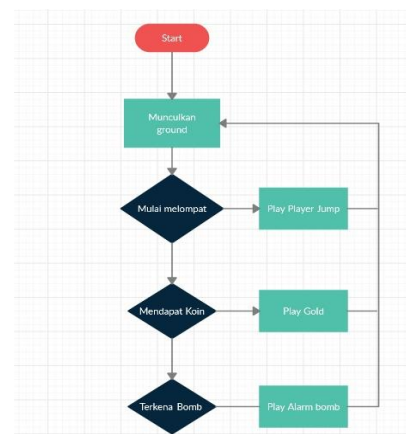 Start
Munculkan
ground
Mulai melompat
Play Player Jump
Mendapat Koin
Play Gold
Terkena Bomb
Play Alarm bomb